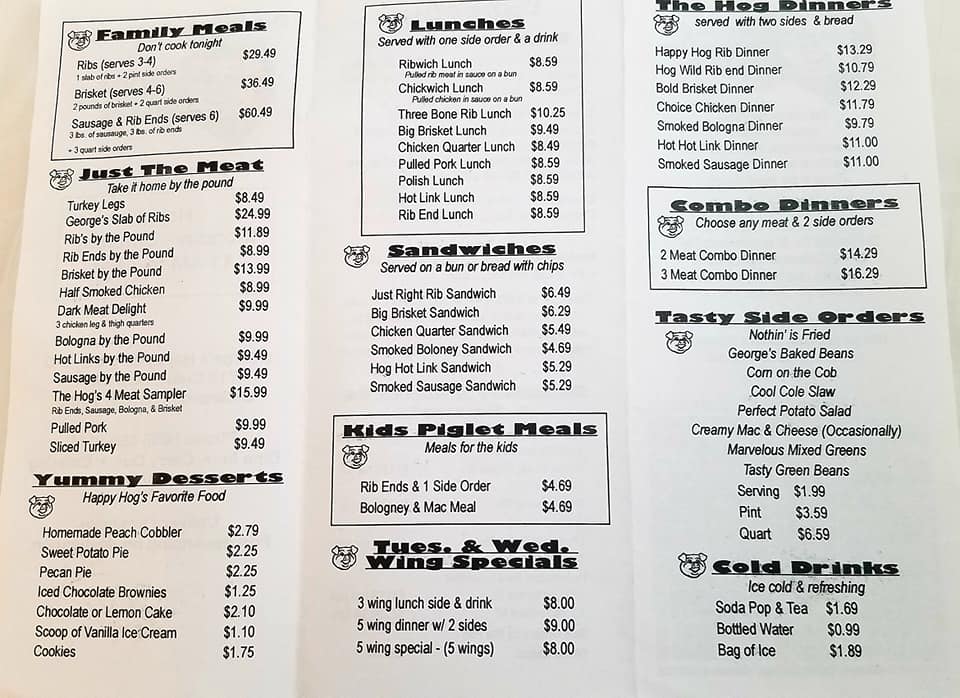 Family Meals
Don't cook tonight
Ribs (serves 3-4) $29.49
1 slab of ribs + 2 pint side orders
Brisket (serves 4-6) $36.49
2 pounds of brisket + 2 quart side orders
Sausage & Rib Ends (serves 6) $60.49
3 lbs. of sausauge, 3 lbs. of rib ends
+ 3 quart side orders
Just The Meat
Take it home by the pound
Turkey Legs $8.49
George's Slab of Ribs $24.99
Rib's by the Pound $11.89
Rib Ends by the Pound $8.99
Brisket by the Pound $13.99
Half Smoked Chicken $8.99
Dark Meat Delight $9.99
3 chicken leg & thigh quarters
Bologna by the Pound $9.99
Hot Links by the Pound $9.49
Sausage by the Pound $9.49
The Hog's 4 Meat Sampler $15.99
Rib Ends, Sausage, Bologna, & Brisket
Pulled Pork $9.99
Sliced Turkey $9.49
Yummy Desserts
Happy Hog's Favorite Food
Homemade Peach Cobbler $2.79
Sweet Potato Pie $2.25
Pecan Pie $2.25
Iced Chocolate Brownies $1.25
Chocolate or Lemon Cake $2.10
Scoop of Vanilla Ice Cream $1.10
Cookies $1.75
Lunches
Served with one side order & a drink
Ribwich Lunch $8.59
Pulled rib meat in sauce on a bun
Chickwich Lunch $8.59
Pulled chicken in sauce on a bun
Three Bone Rib Lunch $10.25
Big Brisket Lunch $9.49
Chicken Quarter Lunch $8.49
Pulled Pork Lunch $8.59
Polish Lunch $8.59
Hot Link Lunch $8.59
Rib End Lunch $8.59
Sandwiches
Served on a bun or bread with chips
Just Right Rib Sandwich $6.49
Big Brisket Sandwich $6.29
Chicken Quarter Sandwich $5.49
Smoked Boloney Sandwich $4.69
Hog Hot Link Sandwich $5.29
Smoked Sausage Sandwich $5.29
Kids Piglet Meals
Meals for the kids
Rib Ends & 1 Side Order $4.69
Bologney & Mac Meal $4.69
Tues. & Wed.
Wing Specials
3 wing lunch side & drink $8.00
5 wing dinner w/ 2 sides $9.00
5 wing special - (5 wings) $8.00
The Hog Dinners
served with two sides & bread
Happy Hog Rib Dinner $13.29
Hog Wild Rib end Dinner $10.79
Bold Brisket Dinner $12.29
Choice Chicken Dinner $11.79
Smoked Bologna Dinner $9.79
Hot Hot Link Dinner $11.00
Smoked Sausage Dinner $11.00
Combo Dinners
Choose any meat & 2 side orders
2 Meat Combo Dinner $14.29
3 Meat Combo Dinner $16.29
Tasty Side Orders
Nothin' is Fried
George's Baked Beans
Corn on the Cob
Cool Cole Slaw
Perfect Potato Salad
Creamy Mac & Cheese (Occasionally)
Marvelous Mixed Greens
Tasty Green Beans
Serving $1.99
Pint $3.59
Quart $6.59
Cold Drinks
Ice cold & refreshing
Soda Pop & Tea $1.69
Bottled Water $0.99
Bag of Ice $1.89